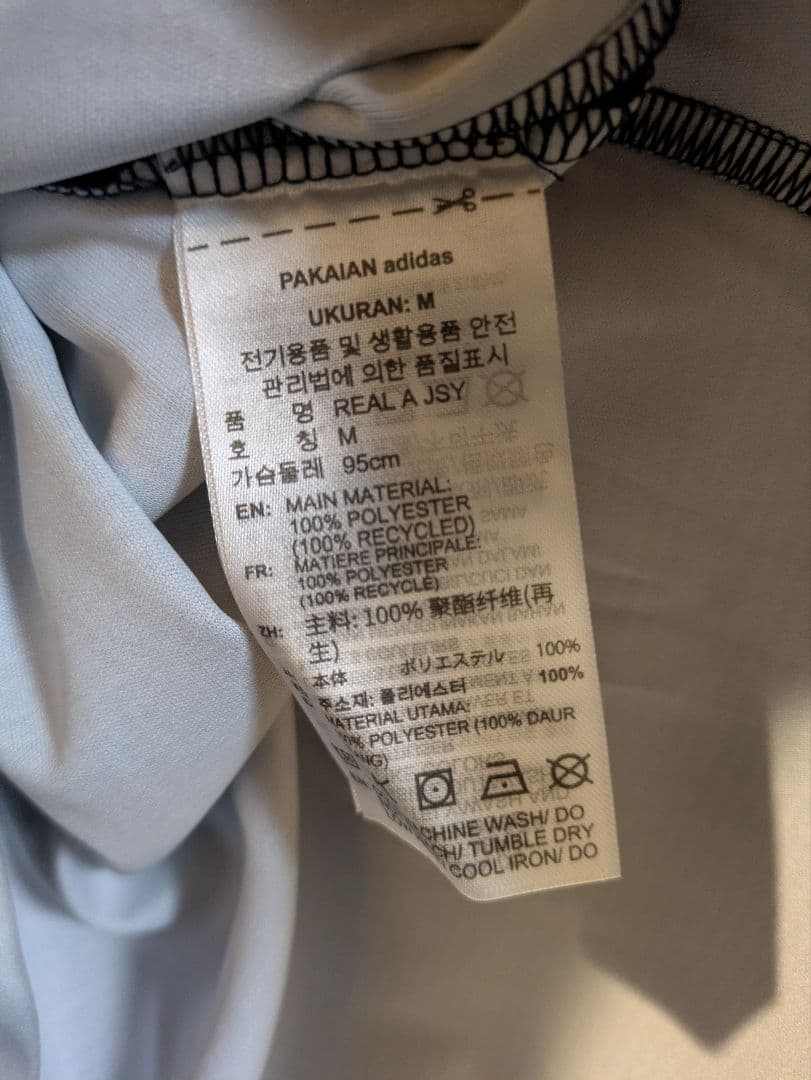 PAKAIAN adidas
UKURAN: M
전기용품 및 생활용품 안전
관리법에 의한 품질표시
품 명 REAL A JSY
호 칭 M
가슴둘레 95cm
EN: MAIN MATERIAL:
100% POLYESTER
(100% RECYCLED)
FR: MATIERE PRINCIPALE:
100% POLYESTER
(100% RECYCLÉ)
ZH: 主料: 100% 聚酯纤维(再
生)
本体 ポリエステル 100%
주소재: 폴리에스터 100%
MATERIAL UTAMA:
POLYESTER (100% DAUR
CHINE WASH/ DO
CH/ TUMBLE DRY
COOL IRON/ DO